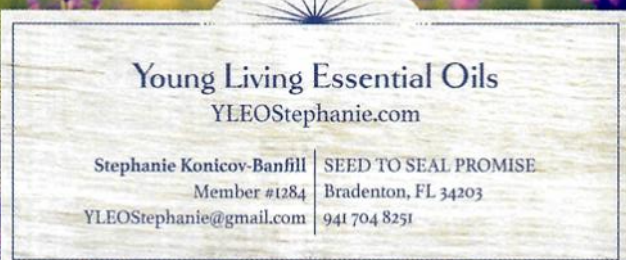 Young Living Essential Oils
YLEOStephanie.com
Stephanie Konicov-Banfill
Member #1284
YLEOStephanie@gmail.com
SEED TO SEAL PROMISE
Bradenton, FL 34203
941 704 8251